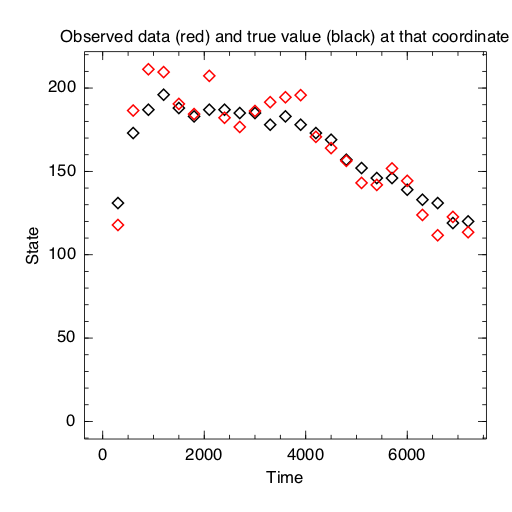 Observed data (red) and true value (black) at that coordinate
200
150
100
50
0
State
0 2000 4000 6000
Time